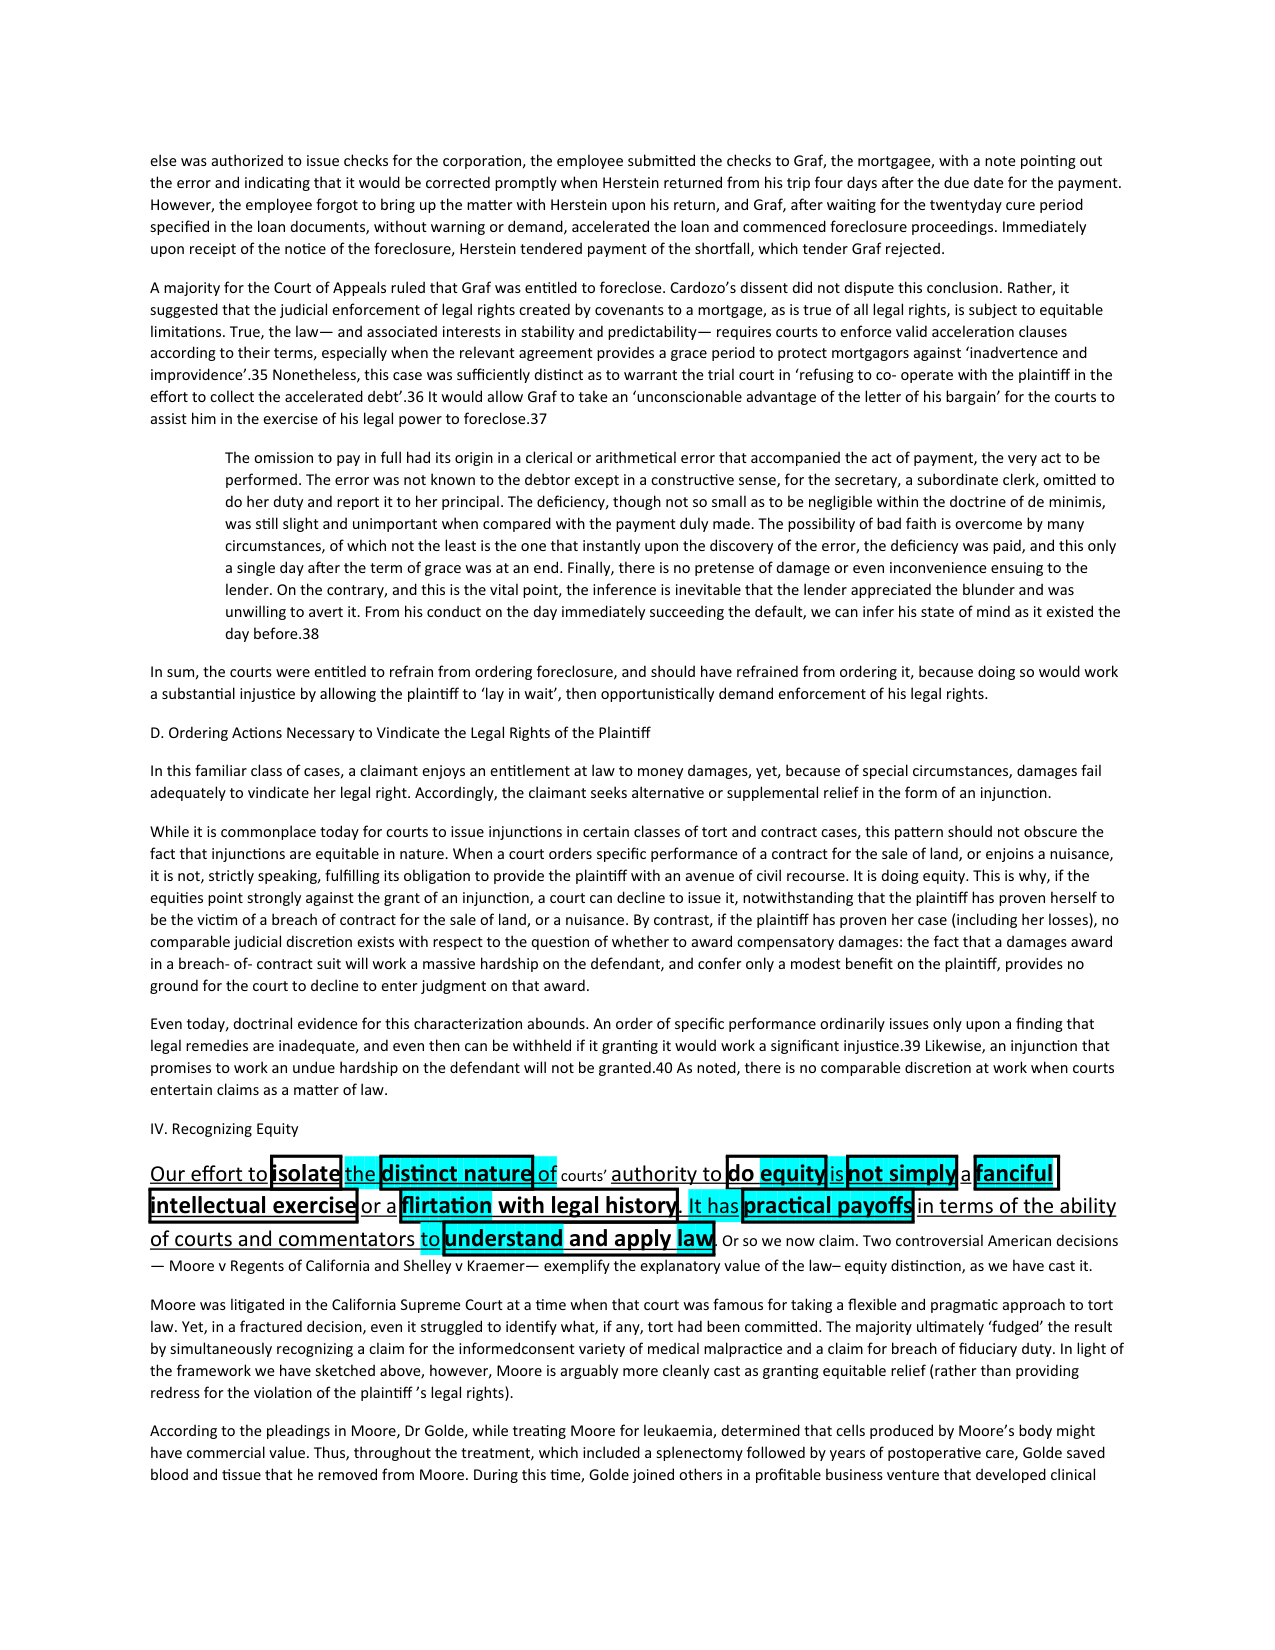 else was authorized to issue checks for the corporation, the employee submitted the checks to Graf, the mortgagee, with a note pointing out
the error and indicating that it would be corrected promptly when Herstein returned from his trip four days after the due date for the payment.
However, the employee forgot to bring up the matter with Herstein upon his return, and Graf, after waiting for the twentyday cure period
specified in the loan documents, without warning or demand, accelerated the loan and commenced foreclosure proceedings. Immediately
upon receipt of the notice of the foreclosure, Herstein tendered payment of the shortfall, which tender Graf rejected.
A majority for the Court of Appeals ruled that Graf was entitled to foreclose. Cardozo’s dissent did not dispute this conclusion. Rather, it
suggested that the judicial enforcement of legal rights created by covenants to a mortgage, as is true of all legal rights, is subject to equitable
limitations. True, the law— and associated interests in stability and predictability— requires courts to enforce valid acceleration clauses
according to their terms, especially when the relevant agreement provides a grace period to protect mortgagors against ‘inadvertence and
improvidence’.35 Nonetheless, this case was sufficiently distinct as to warrant the trial court in ‘refusing to co- operate with the plaintiff in the
effort to collect the accelerated debt’.36 It would allow Graf to take an ‘unconscionable advantage of the letter of his bargain’ for the courts to
assist him in the exercise of his legal power to foreclose.37
The omission to pay in full had its origin in a clerical or arithmetical error that accompanied the act of payment, the very act to be
performed. The error was not known to the debtor except in a constructive sense, for the secretary, a subordinate clerk, omitted to
do her duty and report it to her principal. The deficiency, though not so small as to be negligible within the doctrine of de minimis,
was still slight and unimportant when compared with the payment duly made. The possibility of bad faith is overcome by many
circumstances, of which not the least is the one that instantly upon the discovery of the error, the deficiency was paid, and this only
a single day after the term of grace was at an end. Finally, there is no pretense of damage or even inconvenience ensuing to the
lender. On the contrary, and this is the vital point, the inference is inevitable that the lender appreciated the blunder and was
unwilling to avert it. From his conduct on the day immediately succeeding the default, we can infer his state of mind as it existed the
day before.38
In sum, the courts were entitled to refrain from ordering foreclosure, and should have refrained from ordering it, because doing so would work
a substantial injustice by allowing the plaintiff to ‘lay in wait’, then opportunistically demand enforcement of his legal rights.
D. Ordering Actions Necessary to Vindicate the Legal Rights of the Plaintiff
In this familiar class of cases, a claimant enjoys an entitlement at law to money damages, yet, because of special circumstances, damages fail
adequately to vindicate her legal right. Accordingly, the claimant seeks alternative or supplemental relief in the form of an injunction.
While it is commonplace today for courts to issue injunctions in certain classes of tort and contract cases, this pattern should not obscure the
fact that injunctions are equitable in nature. When a court orders specific performance of a contract for the sale of land, or enjoins a nuisance,
it is not, strictly speaking, fulfilling its obligation to provide the plaintiff with an avenue of civil recourse. It is doing equity. This is why, if the
equities point strongly against the grant of an injunction, a court can decline to issue it, notwithstanding that the plaintiff has proven herself to
be the victim of a breach of contract for the sale of land, or a nuisance. By contrast, if the plaintiff has proven her case (including her losses), no
comparable judicial discretion exists with respect to the question of whether to award compensatory damages: the fact that a damages award
in a breach- of- contract suit will work a massive hardship on the defendant, and confer only a modest benefit on the plaintiff, provides no
ground for the court to decline to enter judgment on that award.
Even today, doctrinal evidence for this characterization abounds. An order of specific performance ordinarily issues only upon a finding that
legal remedies are inadequate, and even then can be withheld if it granting it would work a significant injustice.39 Likewise, an injunction that
promises to work an undue hardship on the defendant will not be granted.40 As noted, there is no comparable discretion at work when courts
entertain claims as a matter of law.
IV. Recognizing Equity
Our effort to isolate the distinct nature of courts’ authority to do equity is not simply a fanciful
intellectual exercise or a flirtation with legal history. It has practical payoffs in terms of the ability
of courts and commentators to understand and apply law. Or so we now claim. Two controversial American decisions
— Moore v Regents of California and Shelley v Kraemer— exemplify the explanatory value of the law– equity distinction, as we have cast it.
Moore was litigated in the California Supreme Court at a time when that court was famous for taking a flexible and pragmatic approach to tort
law. Yet, in a fractured decision, even it struggled to identify what, if any, tort had been committed. The majority ultimately ‘fudged’ the result
by simultaneously recognizing a claim for the informedconsent variety of medical malpractice and a claim for breach of fiduciary duty. In light of
the framework we have sketched above, however, Moore is arguably more cleanly cast as granting equitable relief (rather than providing
redress for the violation of the plaintiff ’s legal rights).
According to the pleadings in Moore, Dr Golde, while treating Moore for leukaemia, determined that cells produced by Moore’s body might
have commercial value. Thus, throughout the treatment, which included a splenectomy followed by years of postoperative care, Golde saved
blood and tissue that he removed from Moore. During this time, Golde joined others in a profitable business venture that developed clinical